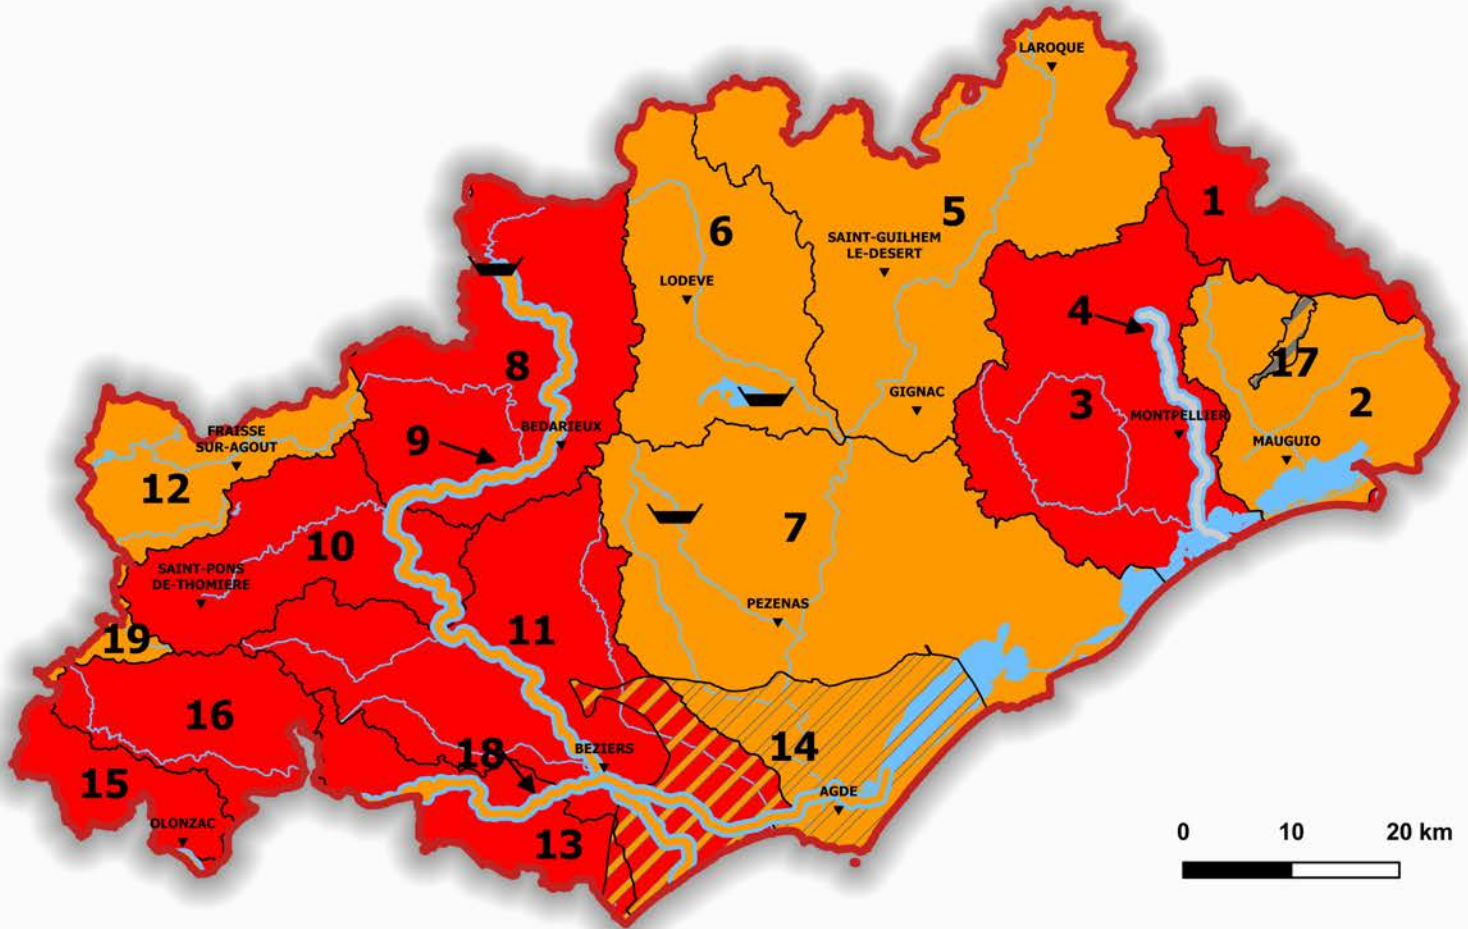 LAROQUE
1
5
6
SAINT-GUILHEM
LE-DESERT
LODEVE
4
8
17
GIGNAC
3
2
MONTPELLIER
BEDARIEUX
FRAISSE
SUR-AGOUT
9
MAUGUIO
12
7
10
SAINT-PONS
DE-THOMIERE
PEZENAS
11
19
16
14
18
BEZIERS
15
AGDE
OLONZAC
13
0 10 20 km